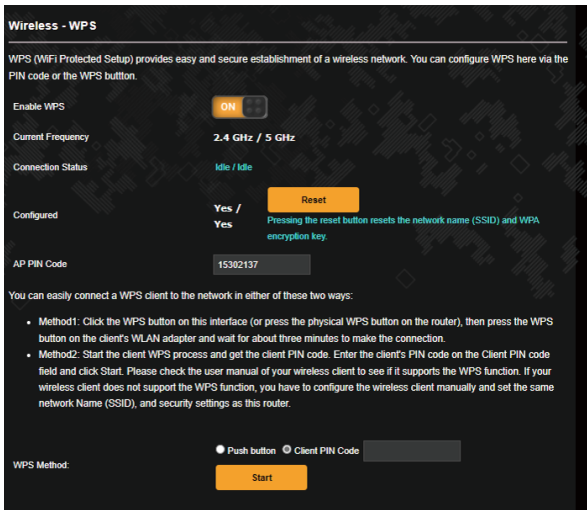 Wireless - WPS
WPS (WiFi Protected Setup) provides easy and secure establishment of a wireless network. You can configure WPS here via the
PIN code or the WPS buttton.
Enable WPS
ON
Current Frequency
2.4 GHz / 5 GHz
Connection Status
Idle / Idle
Configured
Yes /
Yes
Reset
Pressing the reset button resets the network name (SSID) and WPA
encryption key.
AP PIN Code
15302137
You can easily connect a WPS client to the network in either of these two ways:
• Method1: Click the WPS button on this interface (or press the physical WPS button on the router), then press the WPS
button on the client's WLAN adapter and wait for about three minutes to make the connection.
• Method2: Start the client WPS process and get the client PIN code. Enter the client's PIN code on the Client PIN code
field and click Start. Please check the user manual of your wireless client to see if it supports the WPS function. If your
wireless client does not support the WPS function, you have to configure the wireless client manually and set the same
network Name (SSID), and security settings as this router.
WPS Method:
Push button Client PIN Code
Start